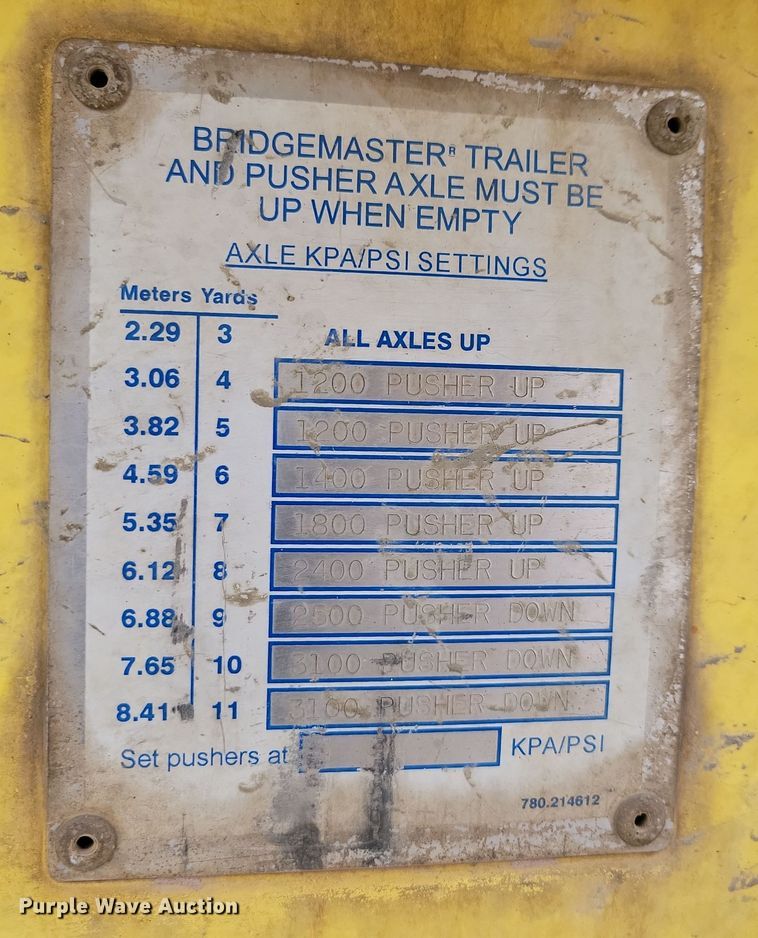 BRIDGEMASTER® TRAILER
AND PUSHER AXLE MUST BE
UP WHEN EMPTY
AXLE KPA/PSI SETTINGS
Meters Yards
2.29 3 ALL AXLES UP
3.06 4 1200 PUSHER UP
3.82 5 1200 PUSHER UP
4.59 6 1400 PUSHER UP
5.35 7 1800 PUSHER UP
6.12 8 2400 PUSHER UP
6.88 9 2500 PUSHER DOWN
7.65 10 3100 PUSHER DOWN
8.41 11 3100 PUSHER DOWN
Set pushers at KPA/PSI
780.214612
Purple Wave Auction